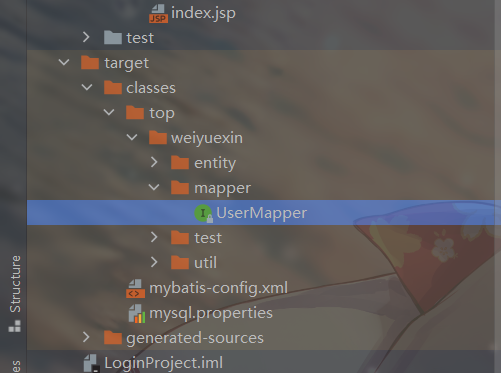 index.jsp
JSP
test
target
classes
top
weiyuexin
entity
mapper
I UserMapper
test
util
mybatis-config.xml
mysql.properties
generated-sources
LoginProject.iml
Structure